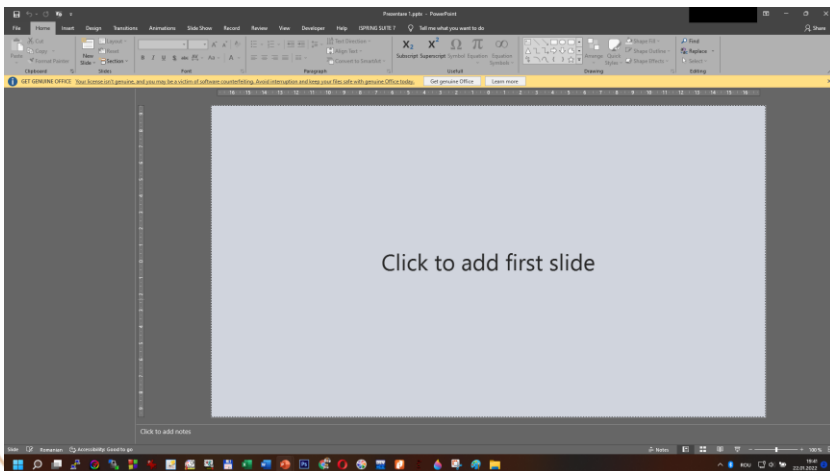 Presentare 1.pptx - PowerPoint
File Home Insert Design Transitions Animations Slide Show Record Review View Developer Help ISPRING SUITE Tell me what you want to do Share
Cut
Copy
Paste
Format Painter
Clipboard
New Slide
Layout
Reset
Section
Slides
Font
Text Direction
Align Text
Convert to SmartArt
Paragraph
Subscript Superscript Symbol Equation Equation Symbols
Useful
Arrange Quick Styles
Shape Fill
Shape Outline
Shape Effects
Drawing
Find
Replace
Select
Editing
GET GENUINE OFFICE Your license isn't genuine, and you may be a victim of software counterfeiting. Avoid interruption and keep your files safe with genuine Office today. Get genuine Office Learn more
Click to add first slide
Click to add notes
Slide Romanian Accessibility: Good to go Notes 100 %
ROU 22.01.2022